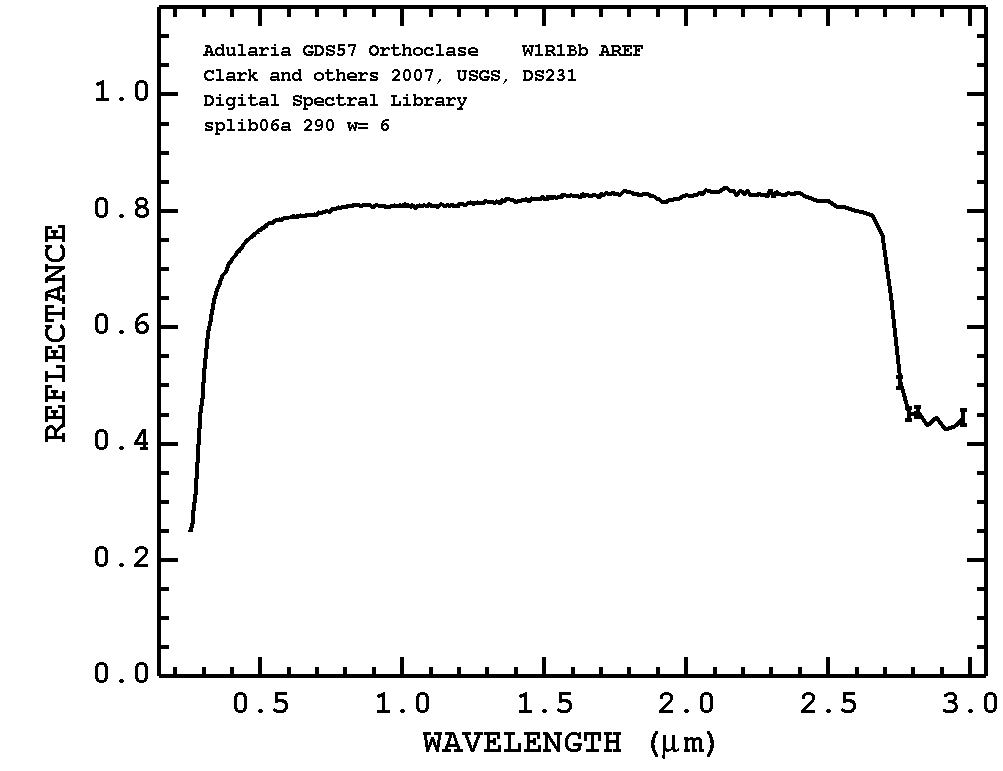 Adularia GDS57 Orthoclase    W1R1Bb AREF
Clark and others 2007, USGS, DS231
Digital Spectral Library
splib06a 290 w= 6
1.0
0.8
0.6
0.4
0.2
0.0
REFLECTANCE
0.5 1.0 1.5 2.0 2.5 3.0
WAVELENGTH (μm)